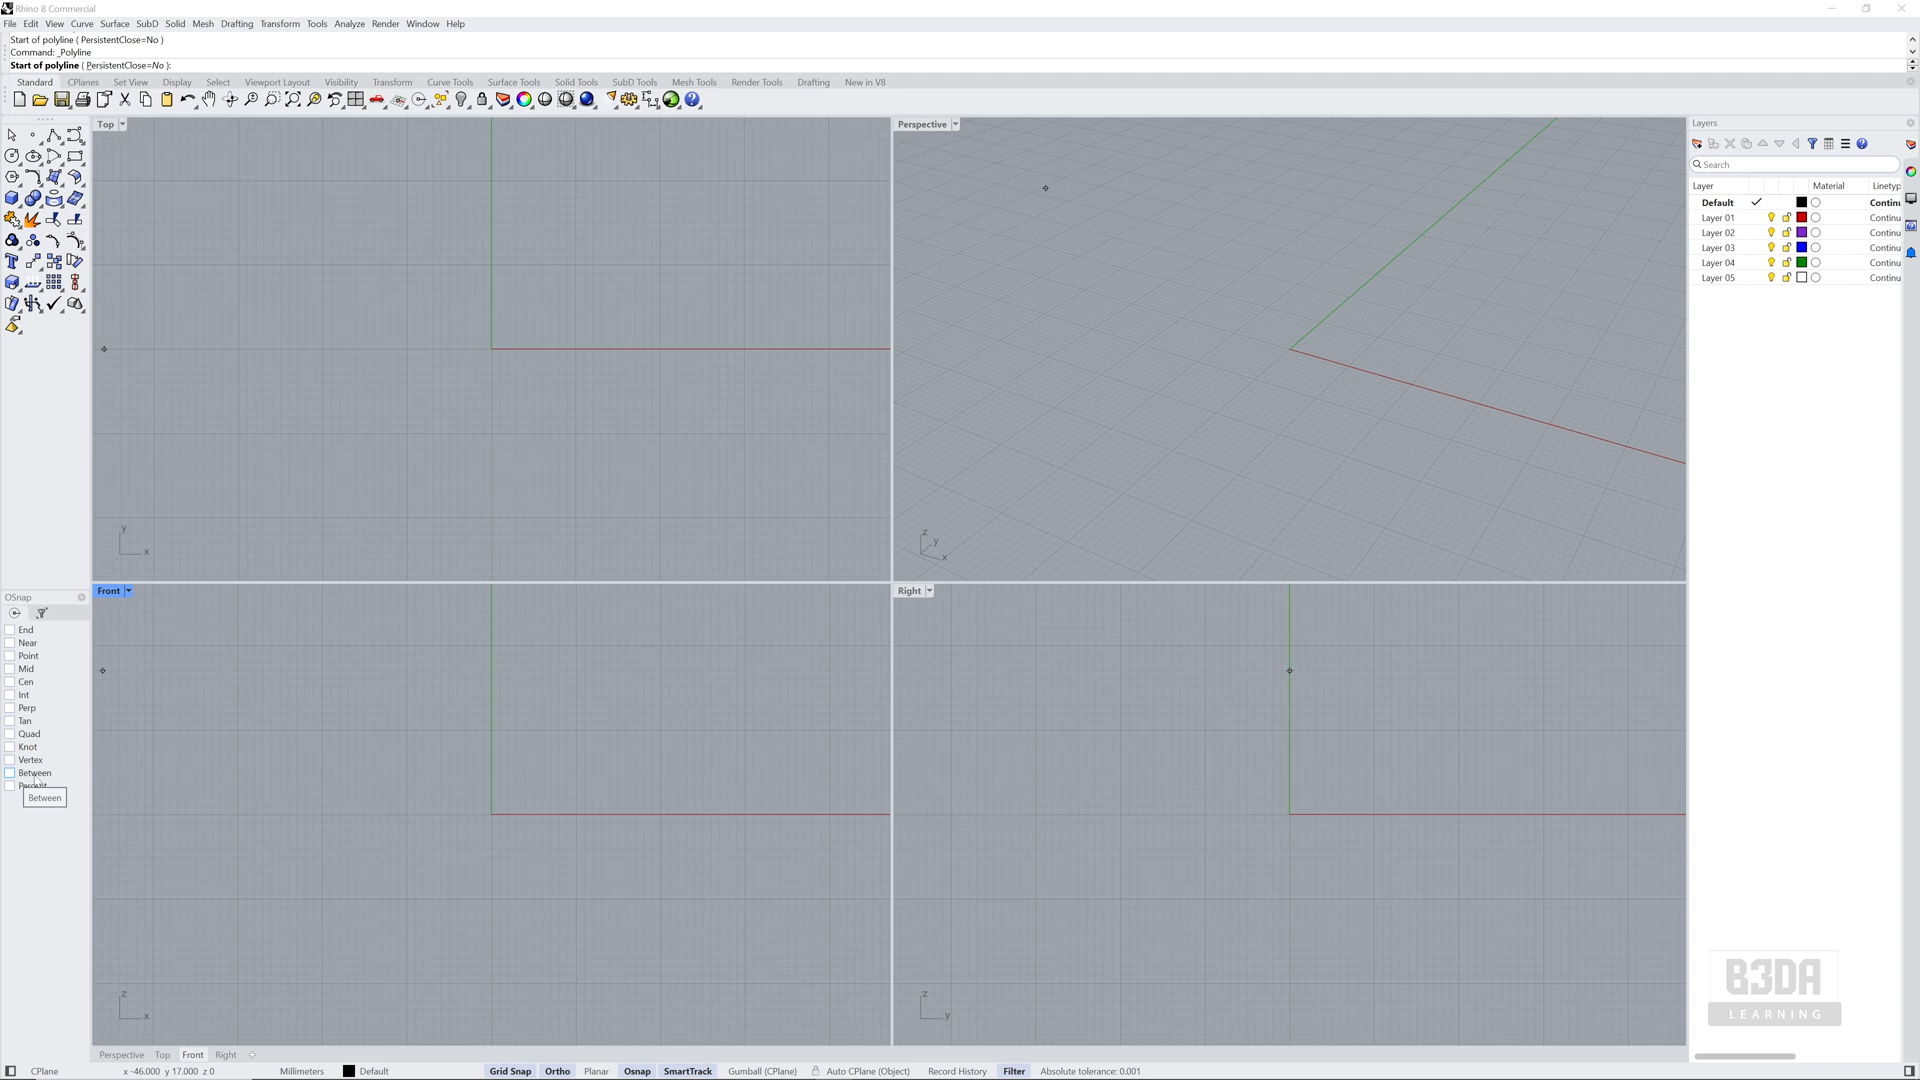 Rhino 8 Commercial
File Edit View Curve Surface SubD Solid Mesh Drafting Transform Tools Analyze Render Window Help
Start of polyline ( PersistentClose=No )
Command: _Polyline
Start of polyline ( PersistentClose=No ):
Standard CPlanes Set View Display Select Viewport Layout Visibility Transform Curve Tools Surface Tools Solid Tools SubD Tools Mesh Tools Render Tools Drafting New in V8
Top
Perspective
Layers
Search
Layer Material Linetyp
Default Continu
Layer 01 Continu
Layer 02 Continu
Layer 03 Continu
Layer 04 Continu
Layer 05 Continu
y
x
z
y
x
Front
Right
OSnap
End
Near
Point
Mid
Cen
Int
Perp
Tan
Quad
Knot
Vertex
Between
Percent
Between
z
x
z
y
B3DA
LEARNING
Perspective Top Front Right
CPlane x -46.000 y 17.000 z 0 Millimeters Default Grid Snap Ortho Planar Osnap SmartTrack Gumball (CPlane) Auto CPlane (Object) Record History Filter Absolute tolerance: 0.001